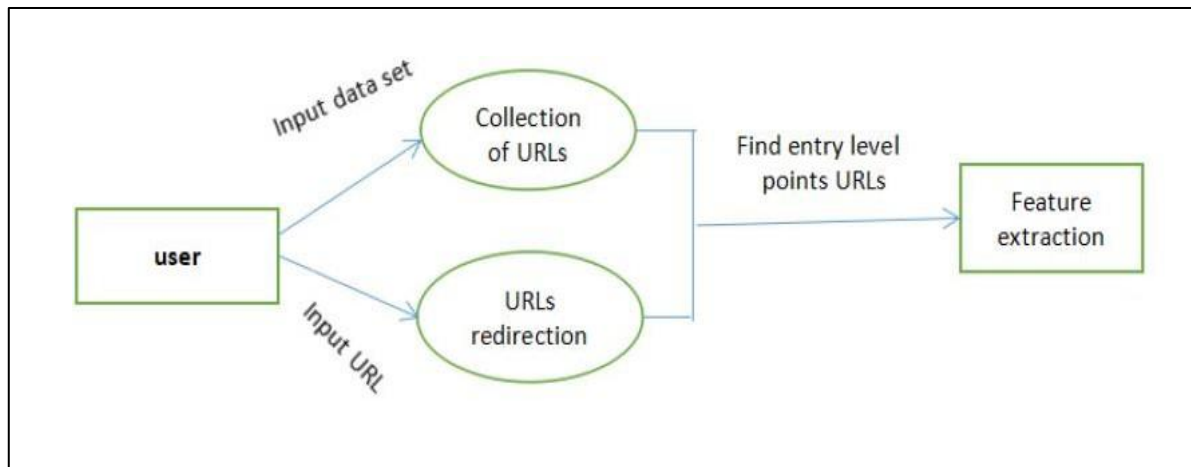 Input data set
Collection
of URLs
Find entry level
points URLs
user
Feature
extraction
Input URL
URLs
redirection